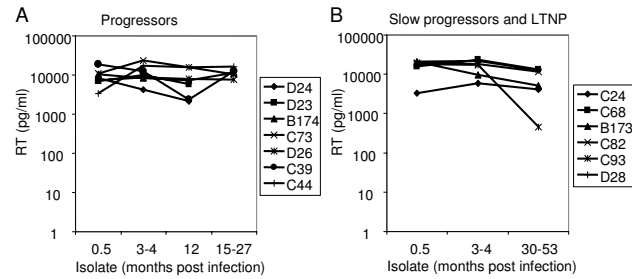 A
Progressors
RT (pg/ml)
100000
10000
1000
100
10
1
0.5 3-4 12 15-27
Isolate (months post infection)
D24
D23
B174
C73
D26
C39
C44
B
Slow progressors and LTNP
RT (pg/ml)
100000
10000
1000
100
10
1
0.5 3-4 30-53
Isolate (months post infection)
C24
C68
B173
C82
C93
D28